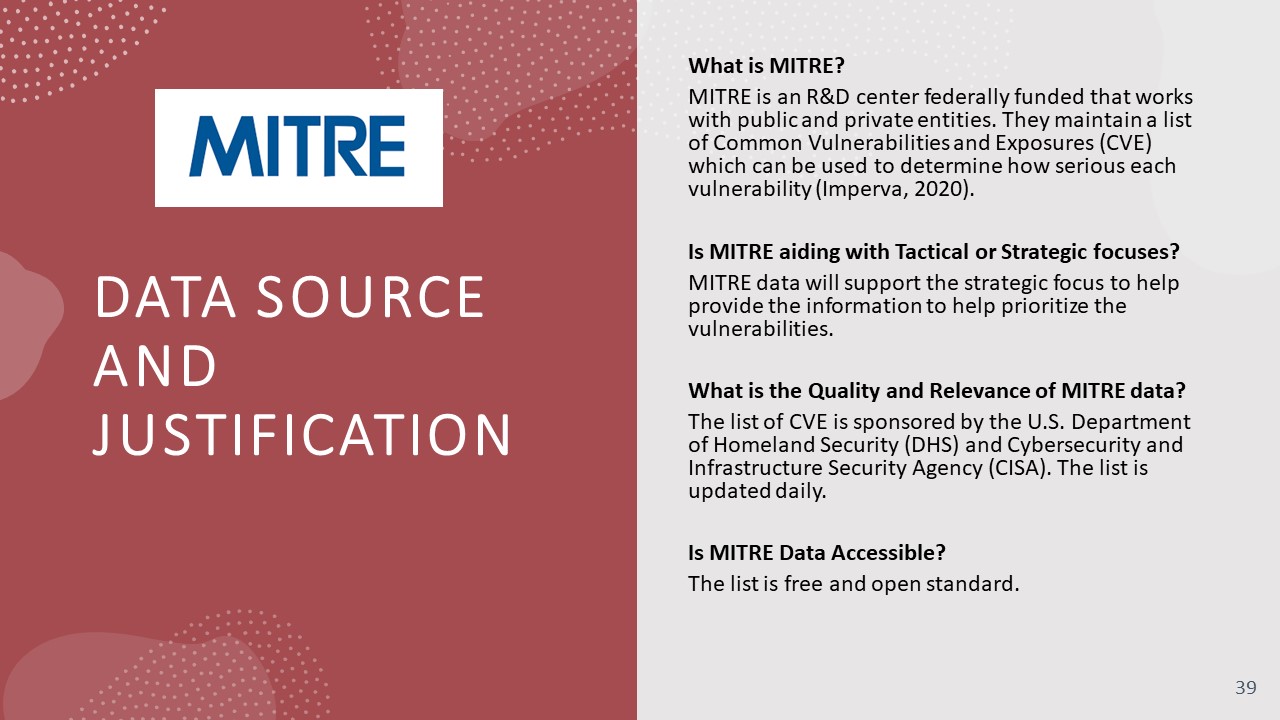 MITRE
DATA SOURCE
AND
JUSTIFICATION
What is MITRE?
MITRE is an R&D center federally funded that works
with public and private entities. They maintain a list
of Common Vulnerabilities and Exposures (CVE)
which can be used to determine how serious each
vulnerability (Imperva, 2020).
Is MITRE aiding with Tactical or Strategic focuses?
MITRE data will support the strategic focus to help
provide the information to help prioritize the
vulnerabilities.
What is the Quality and Relevance of MITRE data?
The list of CVE is sponsored by the U.S. Department
of Homeland Security (DHS) and Cybersecurity and
Infrastructure Security Agency (CISA). The list is
updated daily.
Is MITRE Data Accessible?
The list is free and open standard.
39